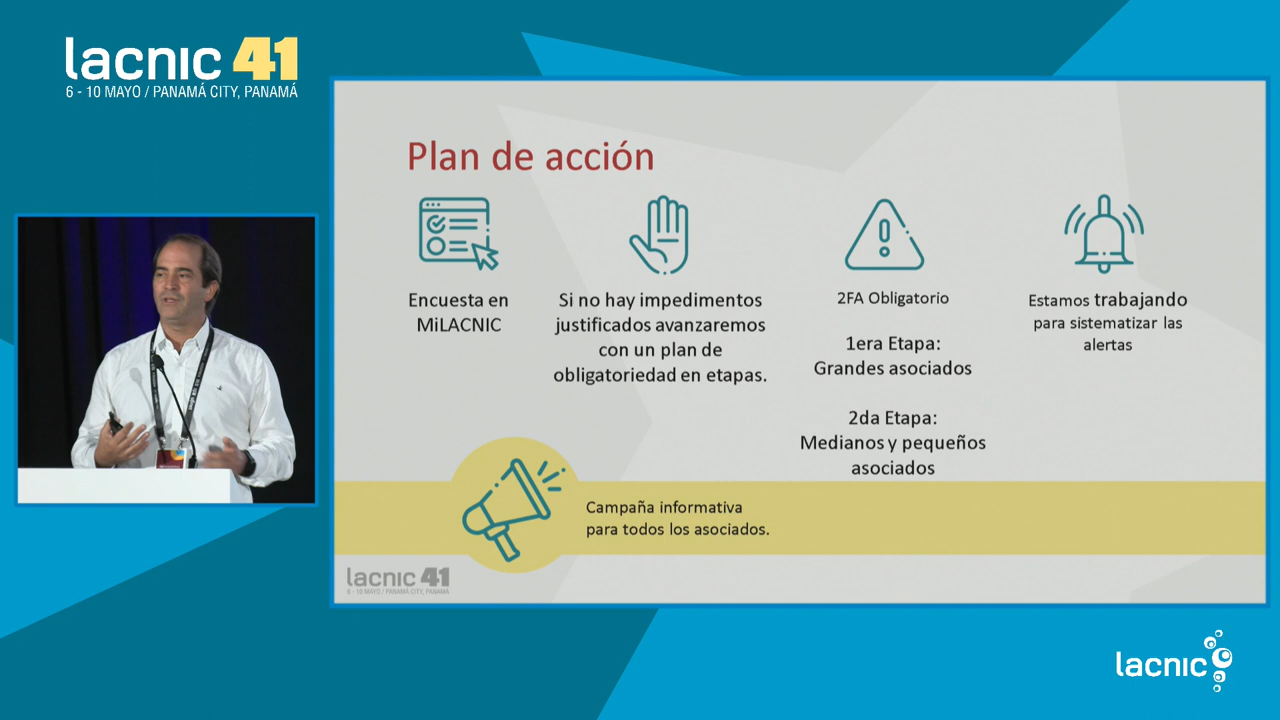 lacnic 41
6 - 10 MAYO / PANAMÁ CITY, PANAMÁ
Plan de acción
Encuesta en
MiLACNIC
Si no hay impedimentos
justificados avanzaremos
con un plan de
obligatoriedad en etapas.
2FA Obligatorio
1era Etapa:
Grandes asociados
2da Etapa:
Medianos y pequeños
asociados
Estamos trabajando
para sistematizar las
alertas
Campaña informativa
para todos los asociados.
lacnic 41
6 - 10 MAYO / PANAMÁ CITY, PANAMÁ
lacnic